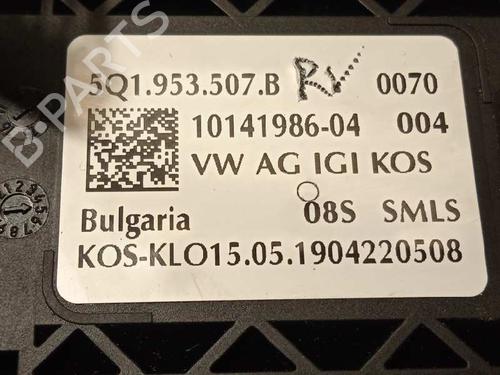 5Q1.953.507.B RV 0070
10141986-04 004
VW AG IGI KOS
Bulgaria 08S SMLS
KOS-KLO15.05.1904220508
B-PARTS